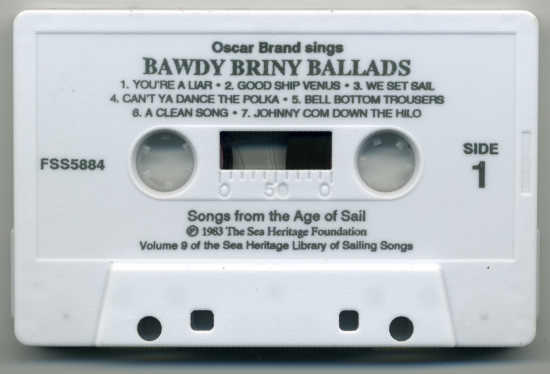 Oscar Brand sings
BAWDY BRINY BALLADS
1. YOU'RE A LIAR • 2. GOOD SHIP VENUS • 3. WE SET SAIL
4. CAN'T YA DANCE THE POLKA • 5. BELL BOTTOM TROUSERS
6. A CLEAN SONG • 7. JOHNNY COM DOWN THE HILO
FSS5884
SIDE
1
0 50 0
Songs from the Age of Sail
℗ 1983 The Sea Heritage Foundation
Volume 9 of the Sea Heritage Library of Sailing Songs